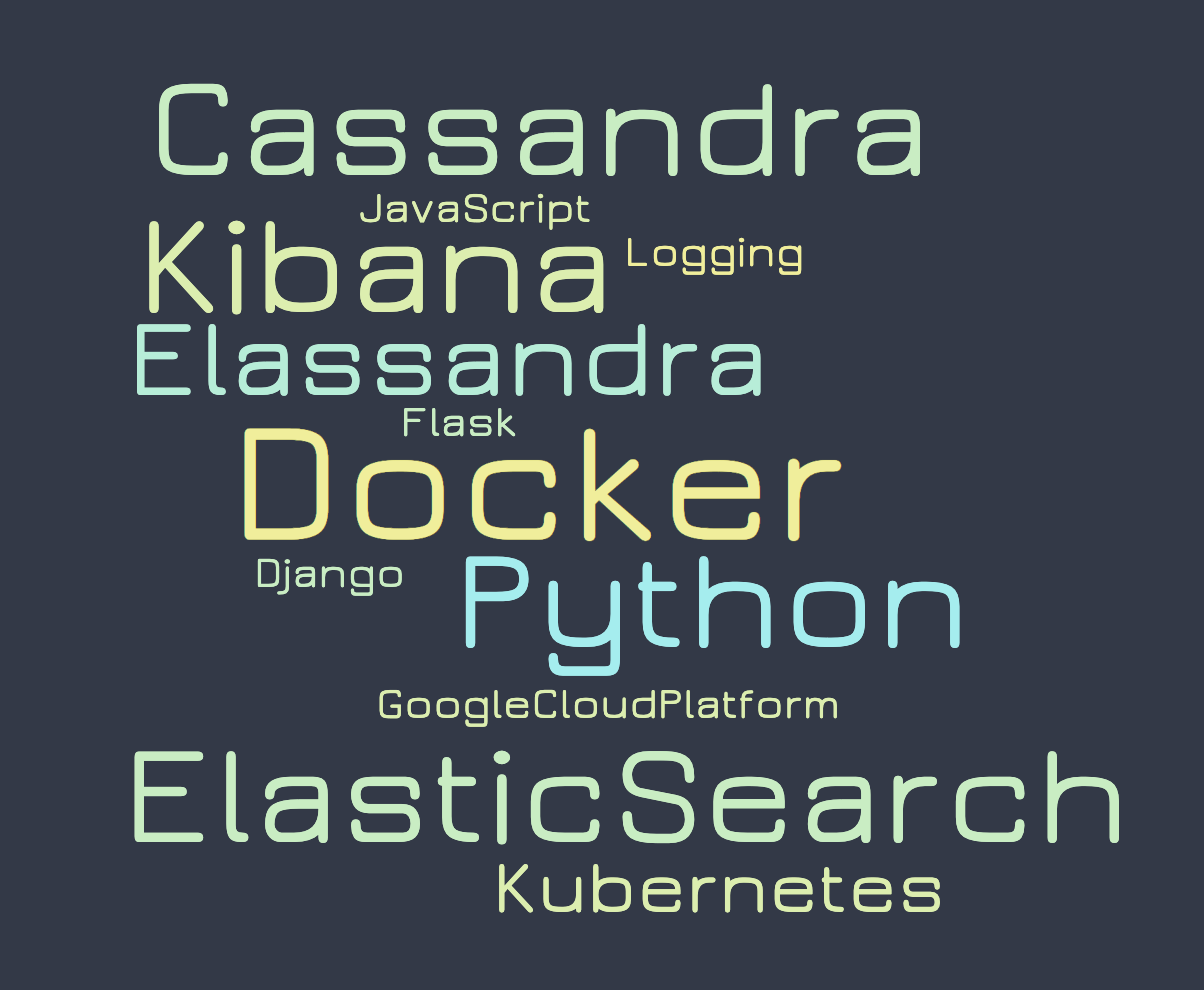 Cassandra
JavaScript
Kibana
Logging
Elassandra
Flask
Docker
Django
Python
GoogleCloudPlatform
ElasticSearch
Kubernetes